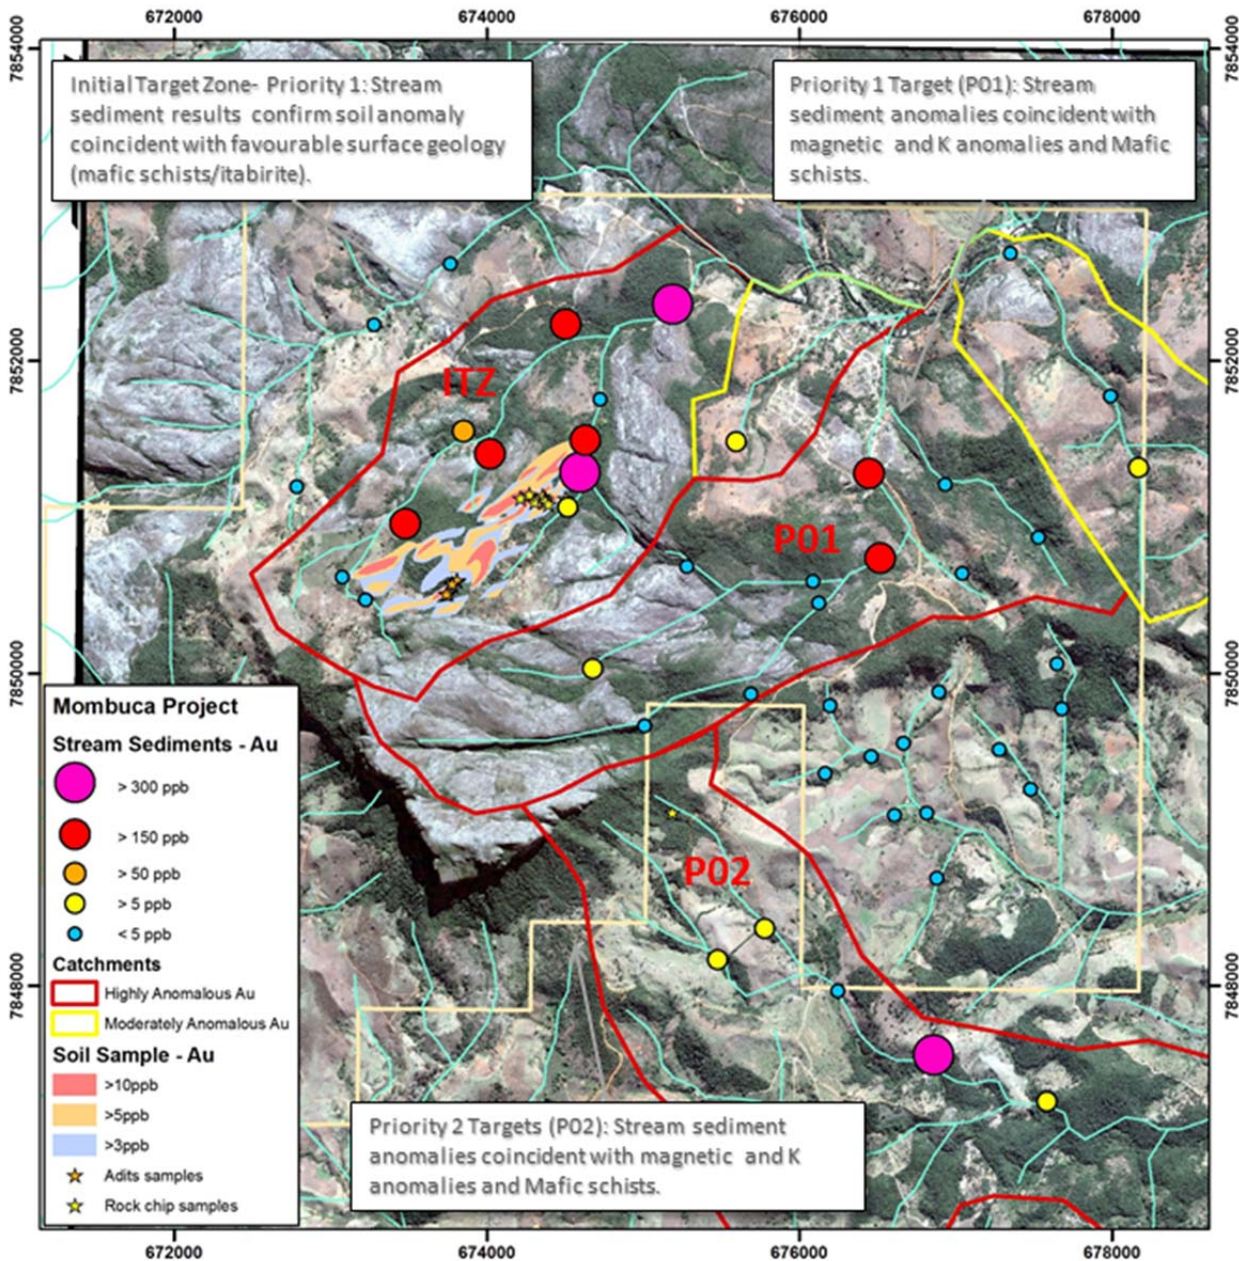 672000
674000
676000
678000
7854000
7854000
Initial Target Zone- Priority 1: Stream
sediment results confirm soil anomaly
coincident with favourable surface geology
(mafic schists/itabirite).
Priority 1 Target (P01): Stream
sediment anomalies coincident with
magnetic and K anomalies and Mafic
schists.
7852000
7852000
ITZ
P01
7850000
7850000
Mombuca Project
Stream Sediments - Au
> 300 ppb
> 150 ppb
> 50 ppb
> 5 ppb
< 5 ppb
Catchments
Highly Anomalous Au
Moderately Anomalous Au
Soil Sample - Au
>10ppb
>5ppb
>3ppb
Adits samples
Rock chip samples
P02
7848000
7848000
Priority 2 Targets (P02): Stream sediment
anomalies coincident with magnetic and K
anomalies and Mafic schists.
672000
674000
676000
678000